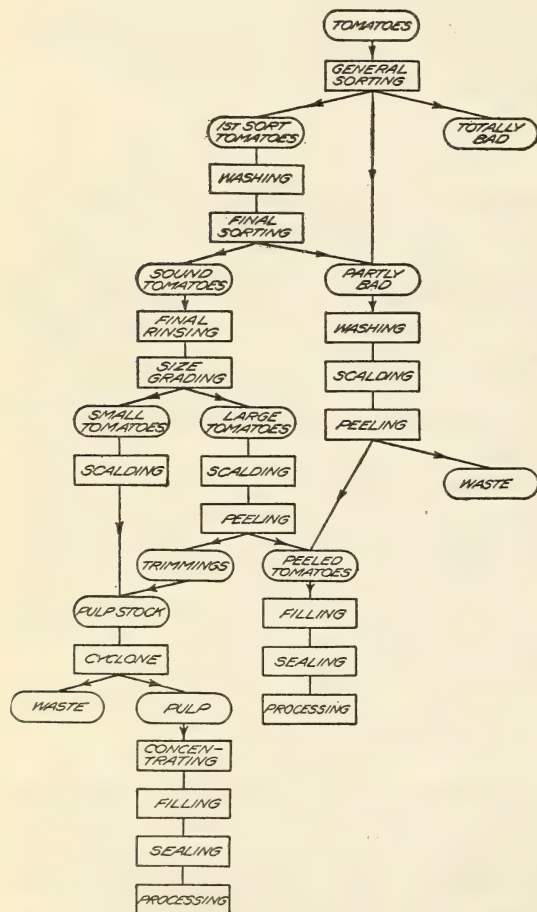 TOMATOES
GENERAL
SORTING
1ST SORT
TOMATOES
TOTALLY
BAD
WASHING
FINAL
SORTING
SOUND
TOMATOES
PARTLY
BAD
FINAL
RINSING
WASHING
SIZE
GRADING
SCALDING
SMALL
TOMATOES
LARGE
TOMATOES
PEELING
SCALDING
SCALDING
WASTE
PEELING
TRIMMINGS
PEELED
TOMATOES
PULP STOCK
FILLING
CYCLONE
SEALING
WASTE
PULP
PROCESSING
CONCEN-
TRATING
FILLING
SEALING
PROCESSING